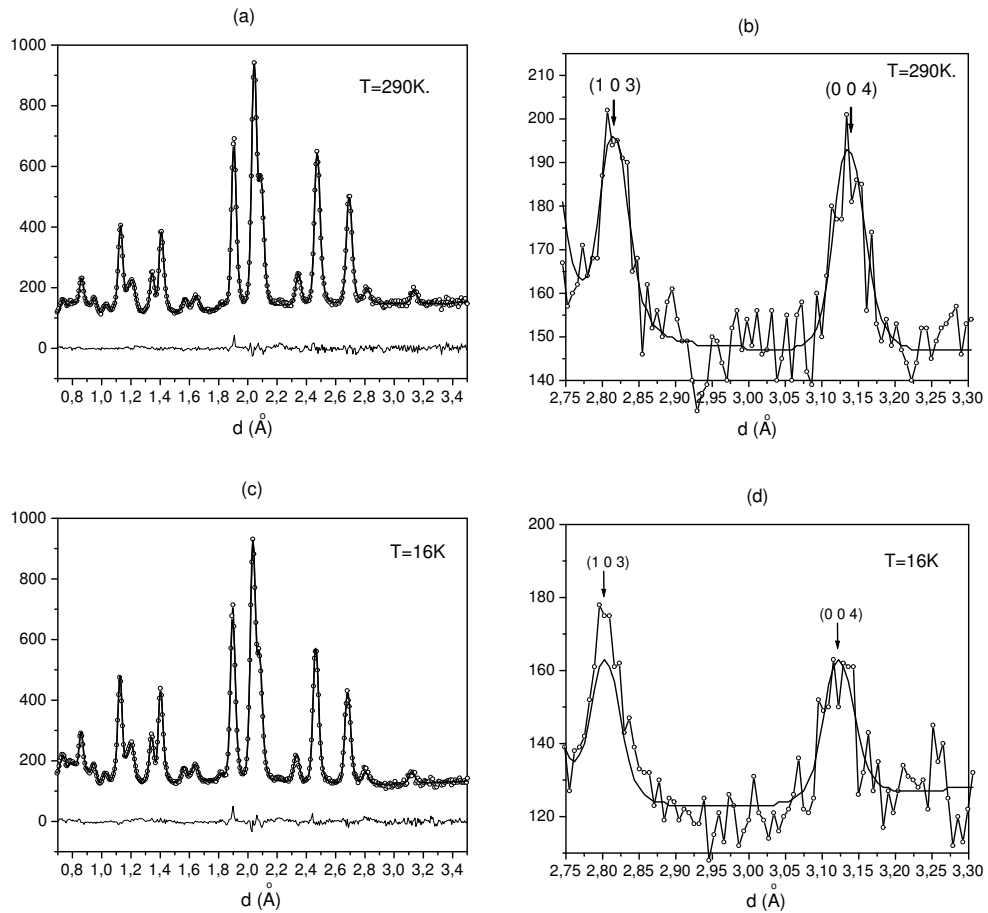 (a)
1000
800
600
400
200
0
T=290K.
0,8 1,0 1,2 1,4 1,6 1,8 2,0 2,2 2,4 2,6 2,8 3,0 3,2 3,4
d (Å)
(b)
210
200
190
180
170
160
150
140
T=290K.
(1 0 3)
(0 0 4)
2,75 2,80 2,85 2,90 2,95 3,00 3,05 3,10 3,15 3,20 3,25 3,30
d (Å)
(c)
1000
800
600
400
200
0
T=16K
0,8 1,0 1,2 1,4 1,6 1,8 2,0 2,2 2,4 2,6 2,8 3,0 3,2 3,4
d (Å)
(d)
200
180
160
140
120
T=16K
(1 0 3)
(0 0 4)
2,75 2,80 2,85 2,90 2,95 3,00 3,05 3,10 3,15 3,20 3,25 3,30
d (Å)